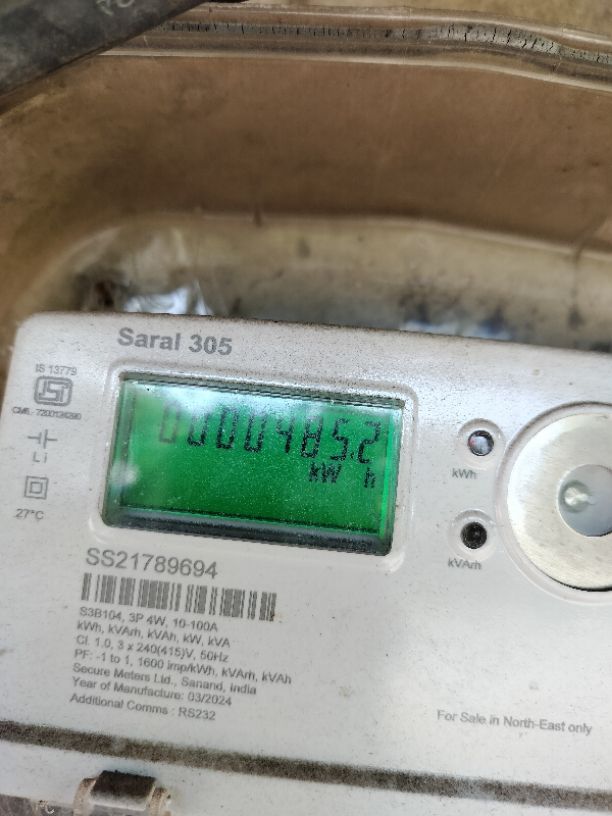 Saral 305
IS 13779
ISI
00004852
kW h
LI
27°C
kWh
kVArh
SS21789694
S3B104, 3P 4W, 10-100A
kWh, kVArh, kVAh, kW, kVA
Cl. 1.0, 3 x 240(415)V, 50Hz
PF: -1 to 1, 1600 imp/kWh, kVArh, kVAh
Secure Meters Ltd., Sanand, India
Year of Manufacture: 03/2024
Additional Comms : RS232
For Sale in North-East only